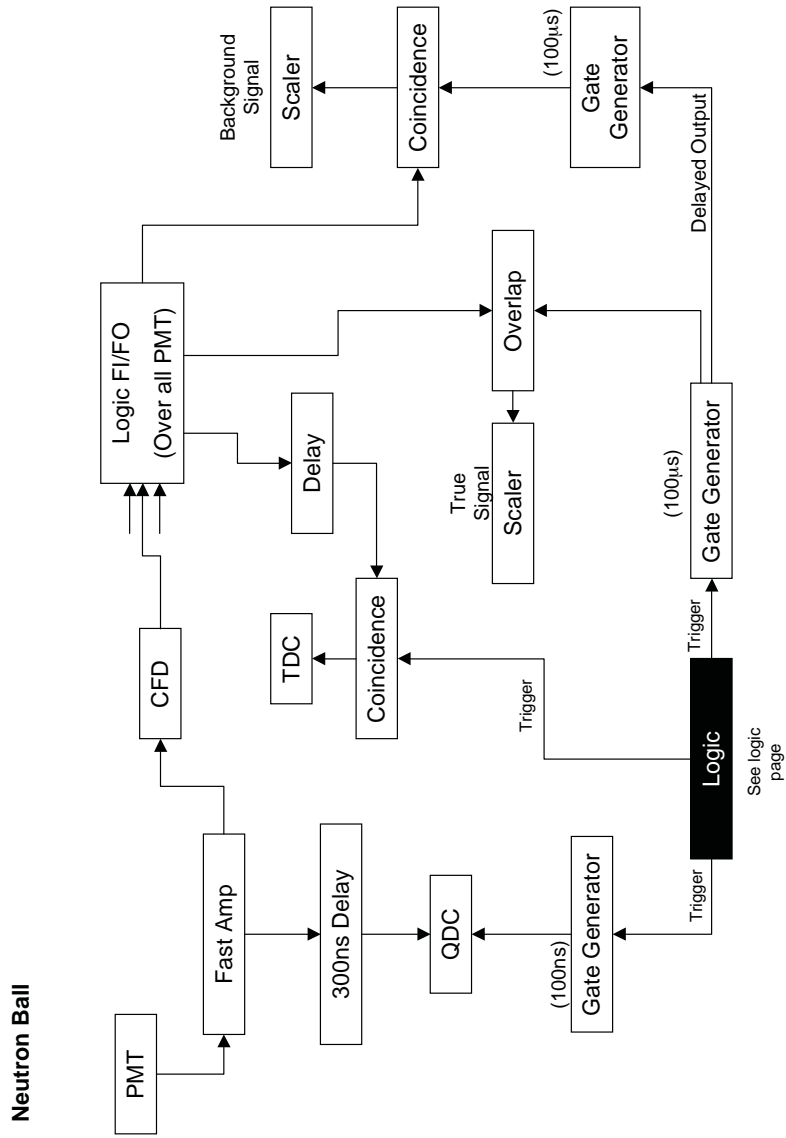 Neutron Ball
PMT
Fast Amp
CFD
Logic FI/FO
(Over all PMT)
300ns Delay
QDC
(100ns)
Gate Generator
Trigger
TDC
Coincidence
Delay
Trigger
True
Signal
Scaler
Overlap
Background
Signal
Scaler
Coincidence
(100µs)
Gate
Generator
Delayed Output
(100µs)
Gate Generator
Trigger
Logic
See logic
page